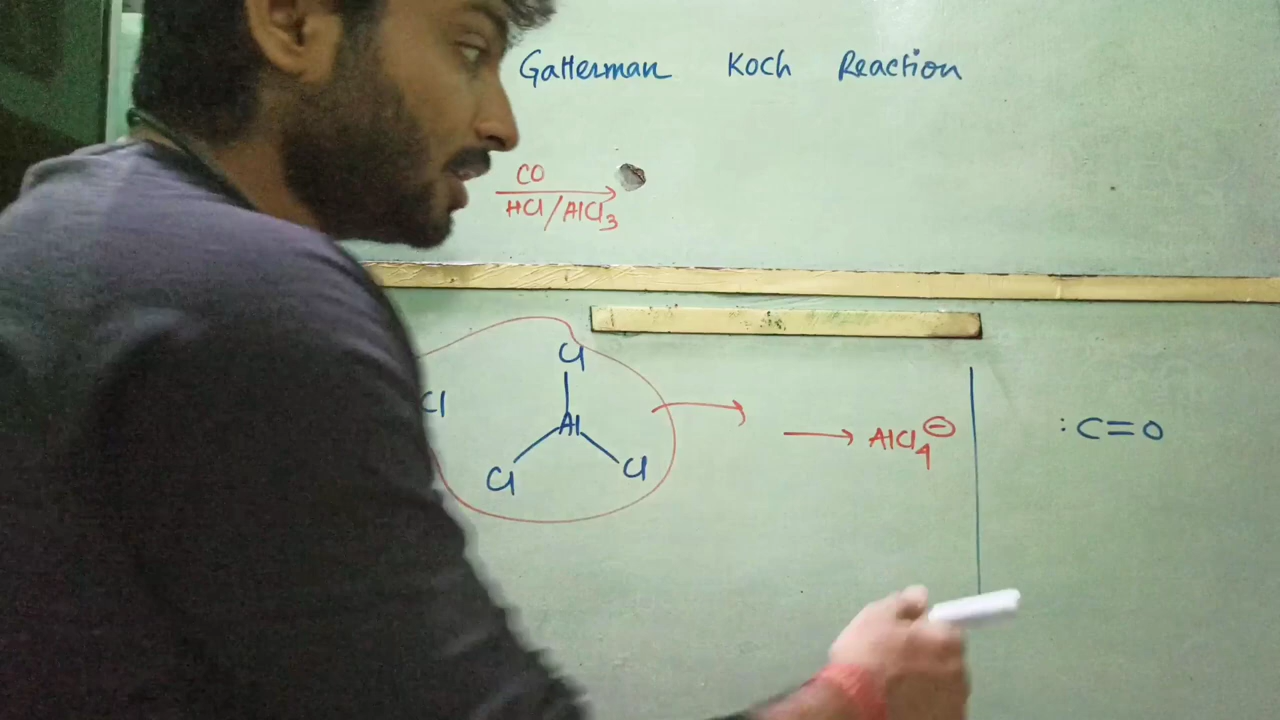 Gatterman Koch Reaction
CO
HCl/AlCl₃
Cl
Cl
Al
Cl
Cl
→ AlCl₄⊖
:C=O